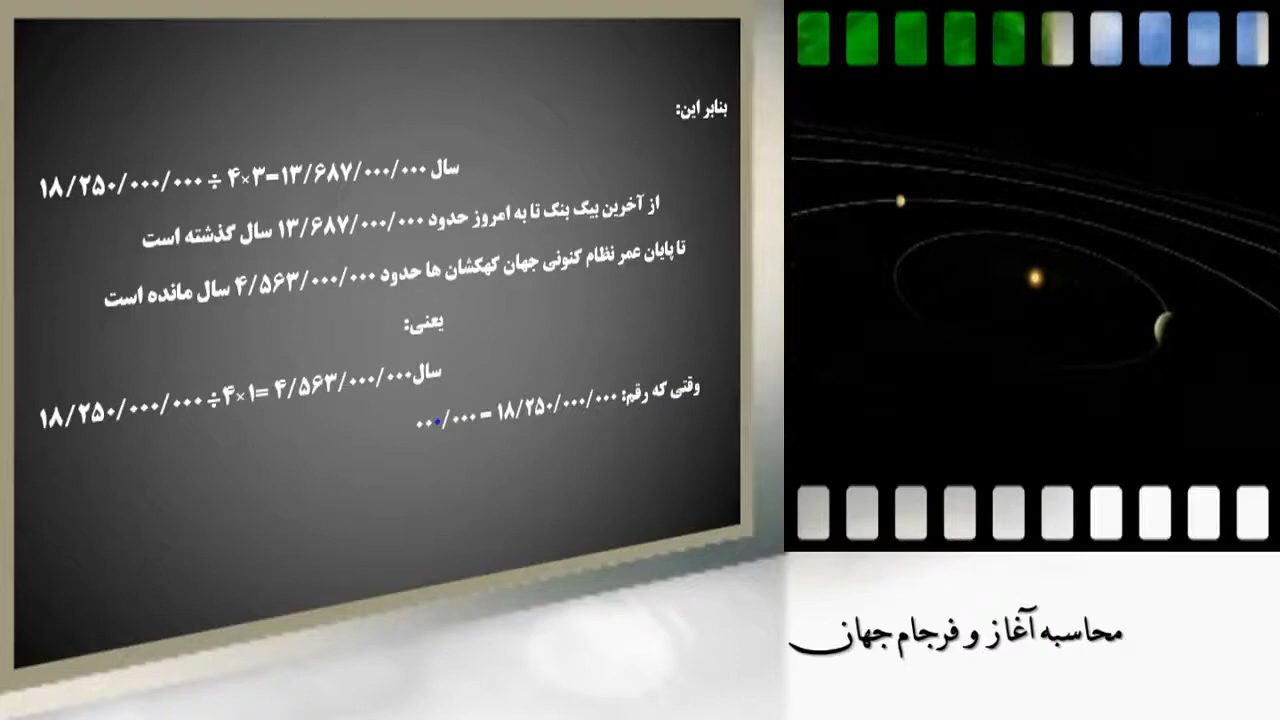 بنابر این:
۱۸/۲۵۰/۰۰۰/۰۰۰ ÷ ۴×۳=۱۳/۶۸۷/۰۰۰/۰۰۰ سال
از آخرین بیگ بنگ تا به امروز حدود ۱۳/۶۸۷/۰۰۰/۰۰۰ سال گذشته است
تا پایان عمر نظام کنونی جهان کهکشان ها حدود ۴/۵۶۳/۰۰۰/۰۰۰ سال مانده است
یعنی:
۱۸/۲۵۰/۰۰۰/۰۰۰ ÷۴×۱= ۴/۵۶۳/۰۰۰/۰۰۰سال
وقتی که رقم: ۱۸/۲۵۰/۰۰۰/۰۰۰ = ۰۰۰/۰۰۰
محاسبه آغاز و فرجام جهان